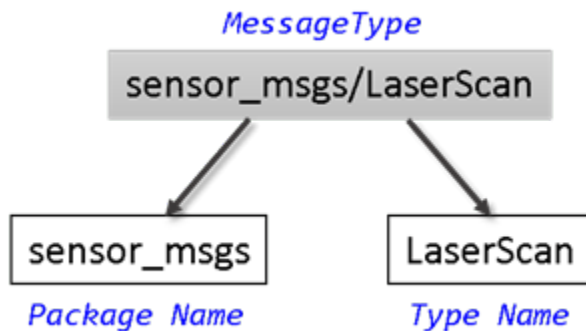 MessageType
sensor_msgs/LaserScan
sensor_msgs
LaserScan
Package Name
Type Name